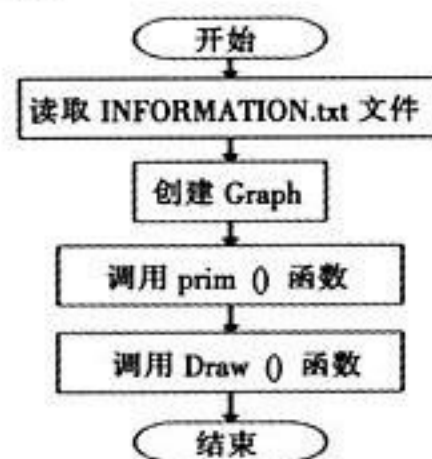 开始
读取 INFORMATION.txt 文件
创建 Graph
调用 prim () 函数
调用 Draw () 函数
结束